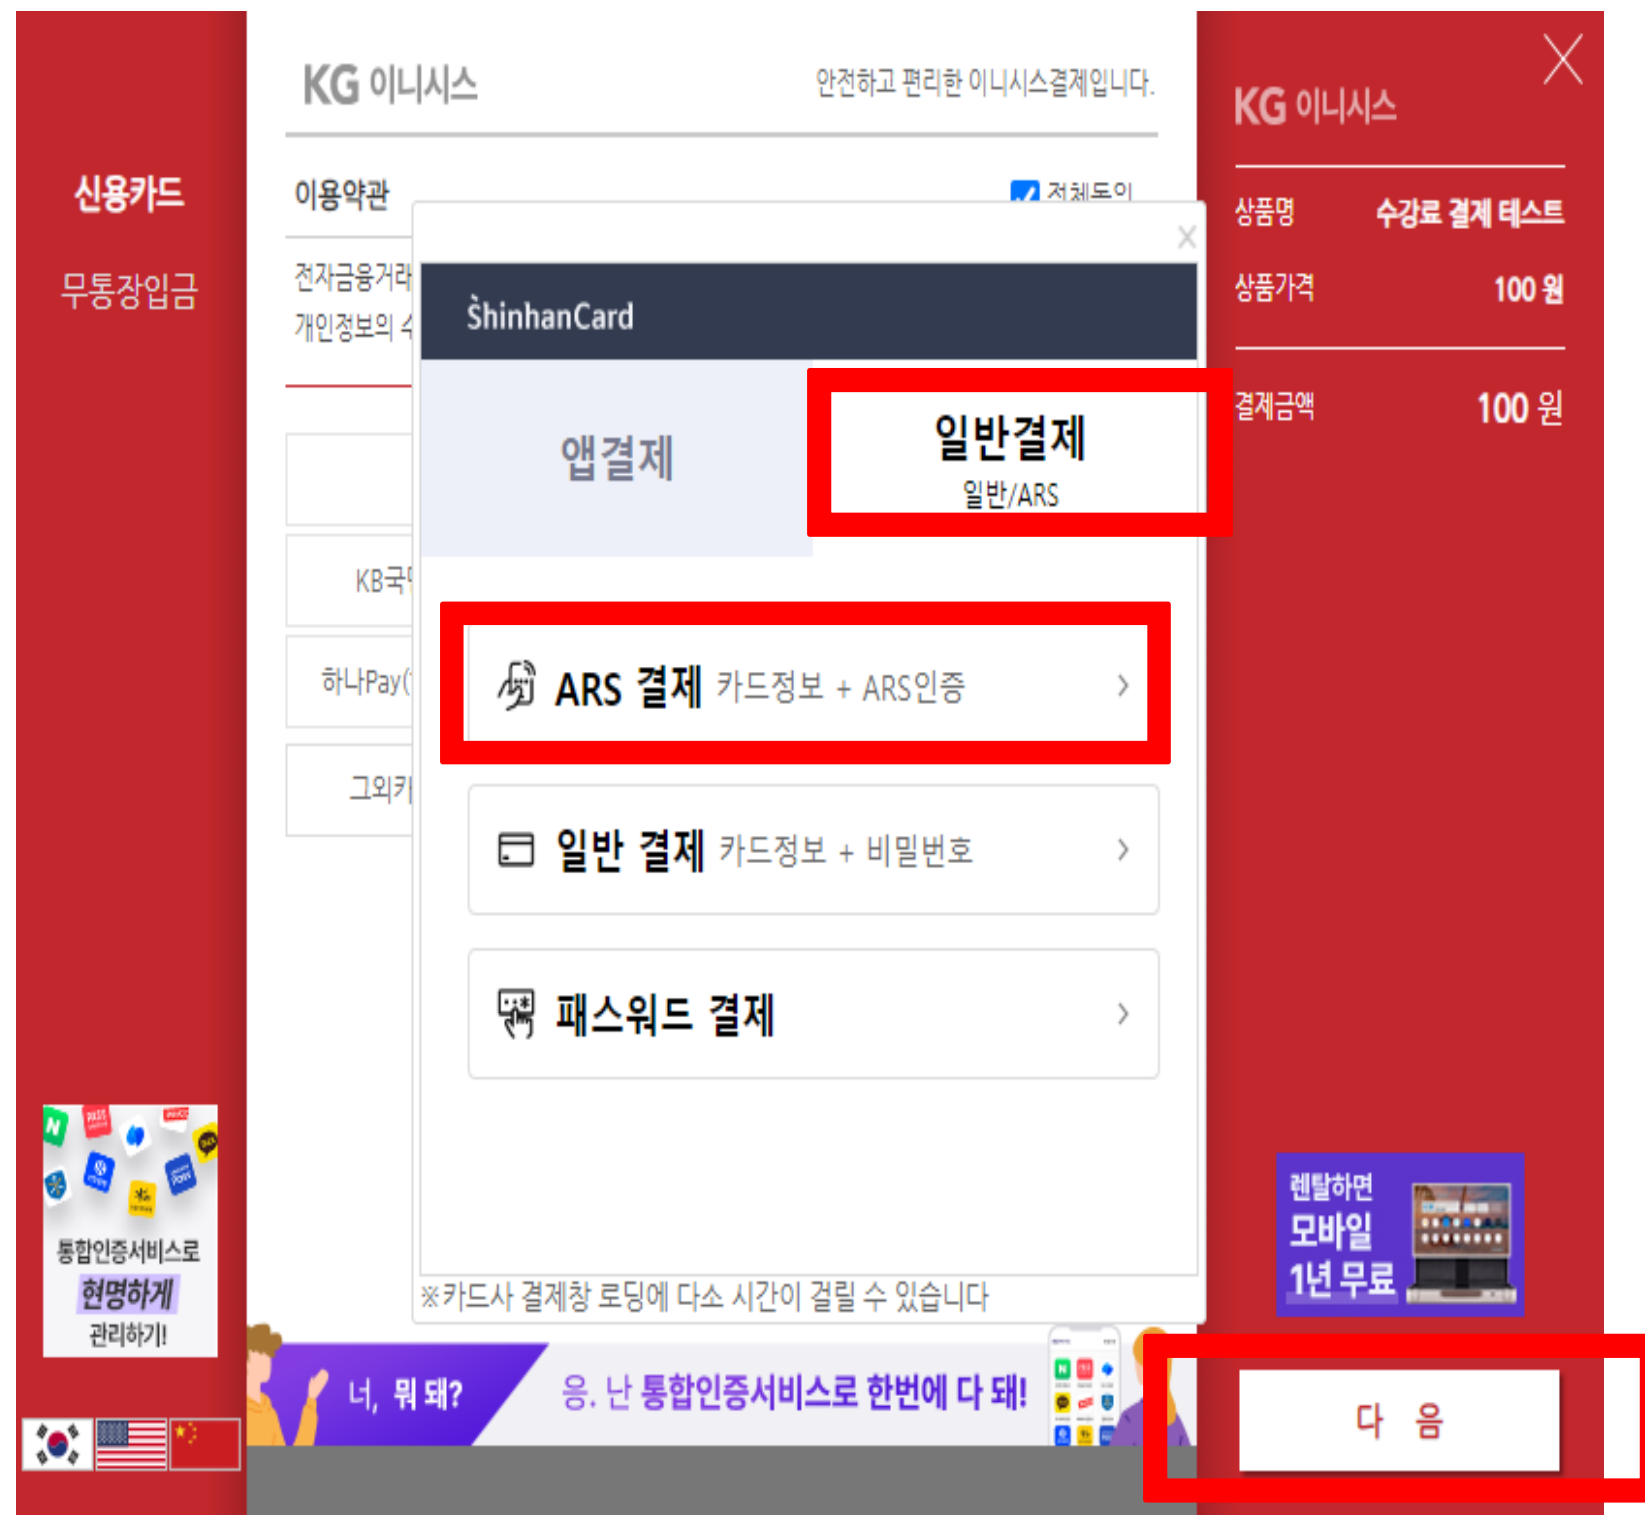 신용카드
무통장입금
통합인증서비스로
현명하게
관리하기!
KG 이니시스
안전하고 편리한 이니시스결제입니다.
이용약관
전체동의
전자금융거래
개인정보의
KB국
하나Pay(
그외카
ShinhanCard
앱결제
일반결제
일반/ARS
ARS 결제 카드정보 + ARS인증
일반 결제 카드정보 + 비밀번호
패스워드 결제
※카드사 결제창 로딩에 다소 시간이 걸릴 수 있습니다
너, 뭐 돼?
응. 난 통합인증서비스로 한번에 다 돼!
KG 이니시스
상품명 수강료 결제 테스트
상품가격 100 원
결제금액 100 원
렌탈하면
모바일
1년 무료
다 음